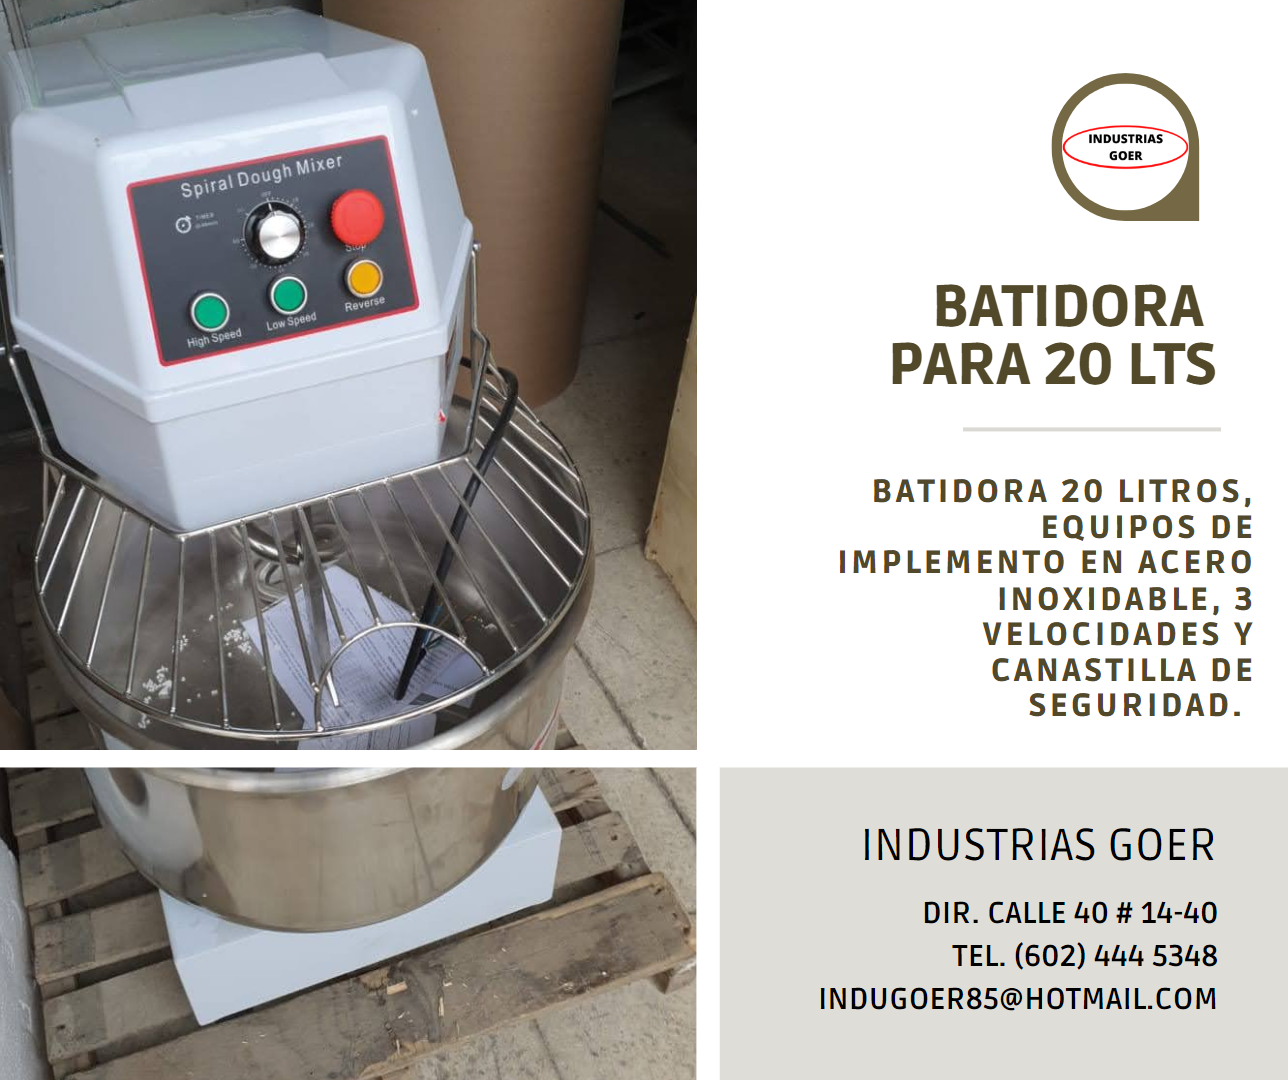 Spiral Dough Mixer
TIMER
Stop
High Speed
Low Speed
Reverse
INDUSTRIAS
GOER
BATIDORA
PARA 20 LTS
BATIDORA 20 LITROS,
EQUIPOS DE
IMPLEMENTO EN ACERO
INOXIDABLE, 3
VELOCIDADES Y
CANASTILLA DE
SEGURIDAD.
INDUSTRIAS GOER
DIR. CALLE 40 # 14-40
TEL. (602) 444 5348
INDUGOER85@HOTMAIL.COM